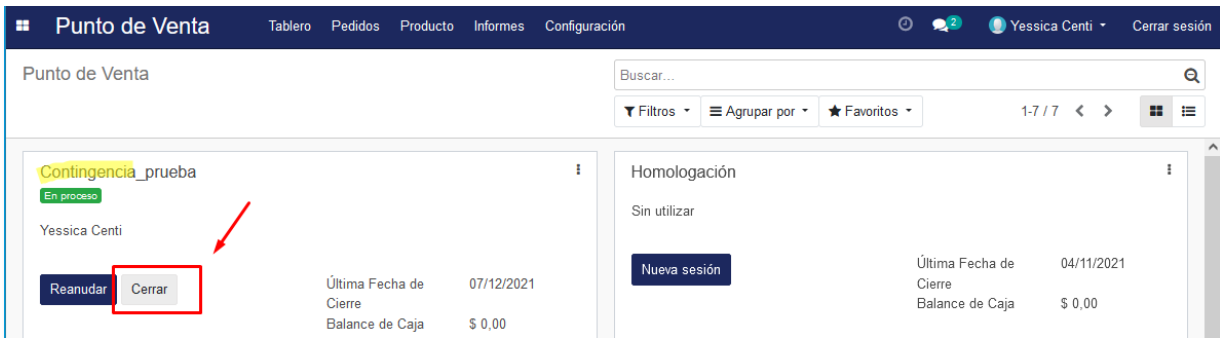 Punto de Venta Tablero Pedidos Producto Informes Configuración 2 Yessica Centi Cerrar sesión
Punto de Venta
Buscar...
Filtros Agrupar por Favoritos 1-7 / 7
Contingencia_prueba
En proceso
Yessica Centi
Reanudar Cerrar
Última Fecha de Cierre 07/12/2021
Balance de Caja $ 0,00
Homologación
Sin utilizar
Nueva sesión
Última Fecha de Cierre 04/11/2021
Balance de Caja $ 0,00